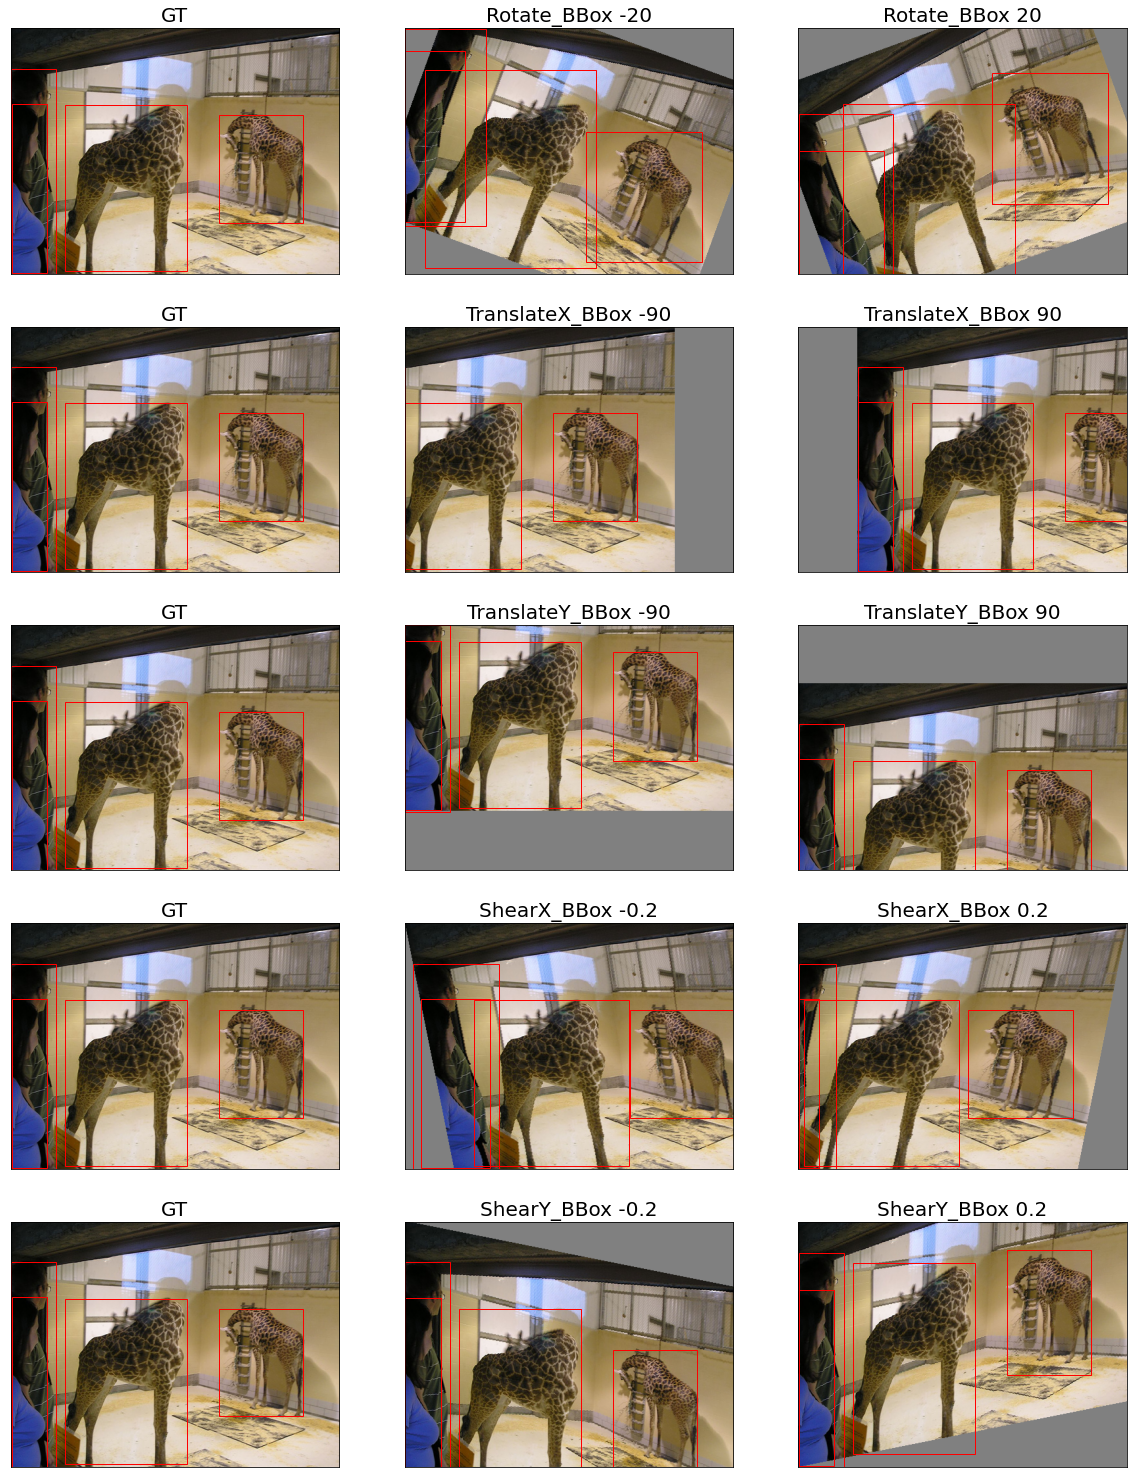 GT
Rotate_BBox -20
Rotate_BBox 20
GT
TranslateX_BBox -90
TranslateX_BBox 90
GT
TranslateY_BBox -90
TranslateY_BBox 90
GT
ShearX_BBox -0.2
ShearX_BBox 0.2
GT
ShearY_BBox -0.2
ShearY_BBox 0.2